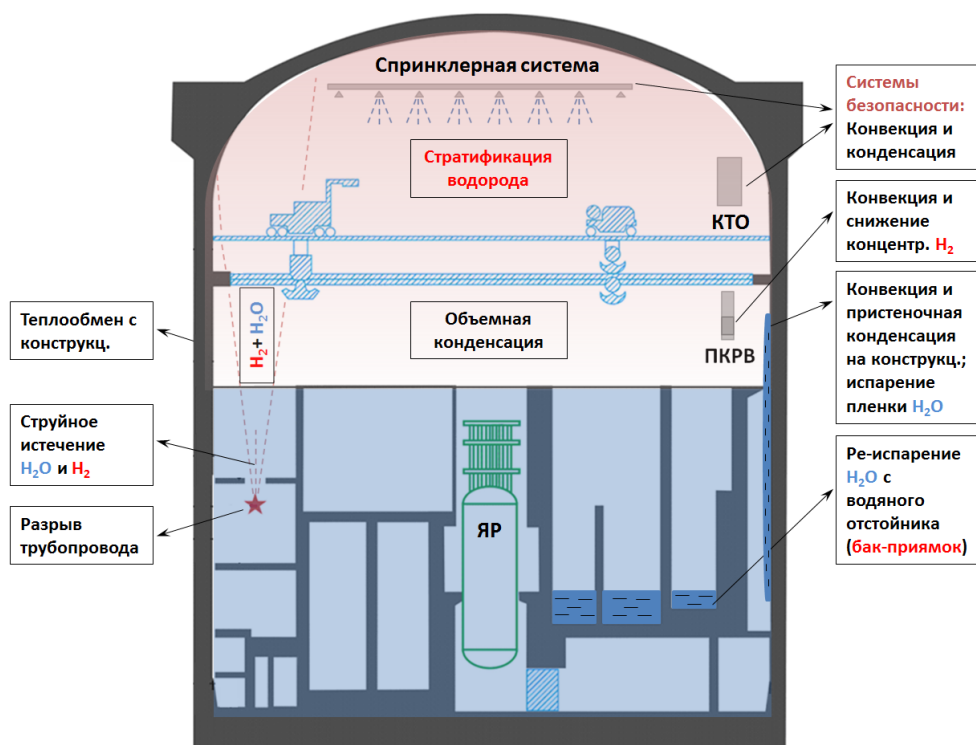 Спринклерная система
Стратификация
водорода
КТО
H₂ + H₂O
Объемная
конденсация
ПКРВ
ЯР
Теплообмен с
конструкц.
Струйное
истечение
H₂O и H₂
Разрыв
трубопровода
Системы
безопасности:
Конвекция и
конденсация
Конвекция и
снижение
концентр. H₂
Конвекция и
пристеночная
конденсация
на конструкц.;
испарение
пленки H₂O
Ре-испарение
H₂O с
водяного
отстойника
(бак-приямок)